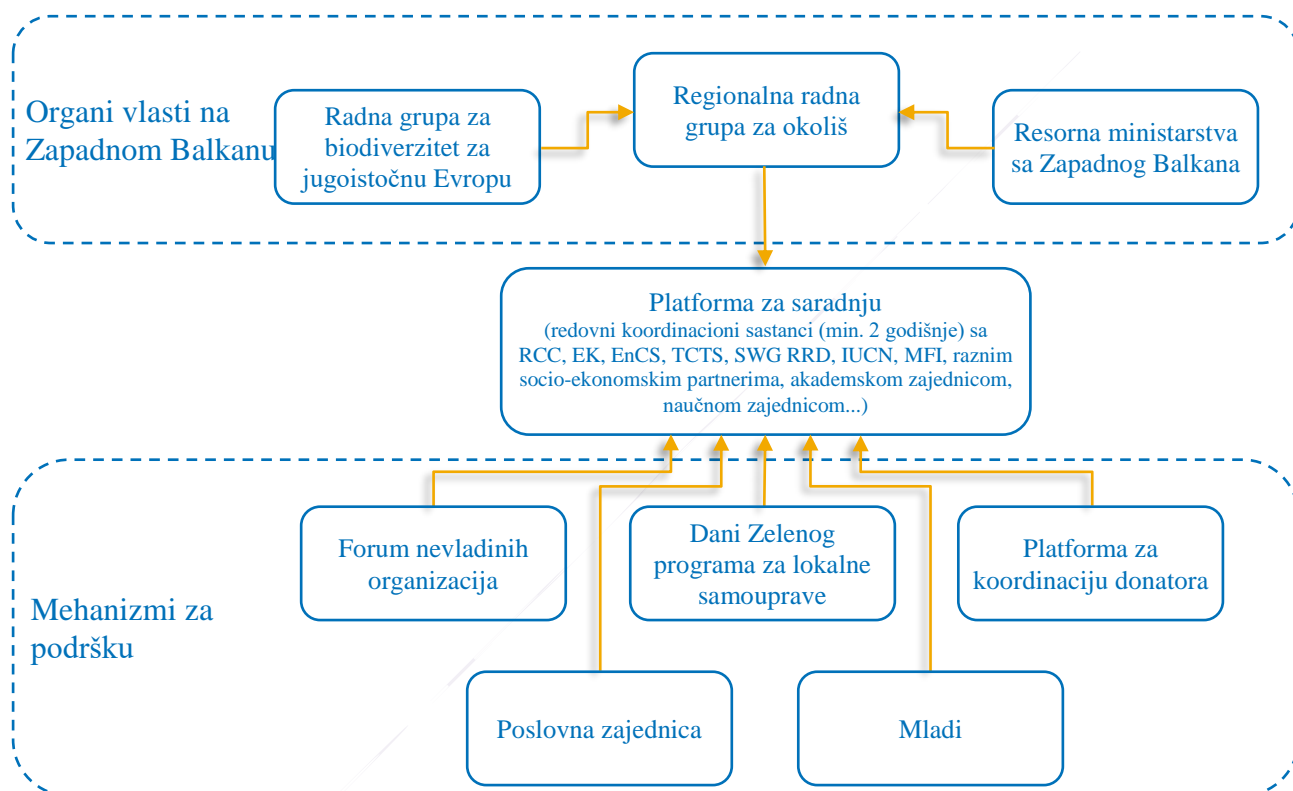 Organi vlasti na
Zapadnom Balkanu
Radna grupa za
biodiverzitet za
jugoistočnu Evropu
Regionalna radna
grupa za okoliš
Resorna ministarstva
sa Zapadnog Balkana
Platforma za saradnju
(redovni koordinacioni sastanci (min. 2 godišnje) sa
RCC, EK, EnCS, TCTS, SWG RRD, IUCN, MFI, raznim
socio-ekonomskim partnerima, akademskom zajednicom,
naučnom zajednicom...)
Mehanizmi za
podršku
Forum nevladinih
organizacija
Dani Zelenog
programa za lokalne
samouprave
Platforma za
koordinaciju donatora
Poslovna zajednica
Mladi